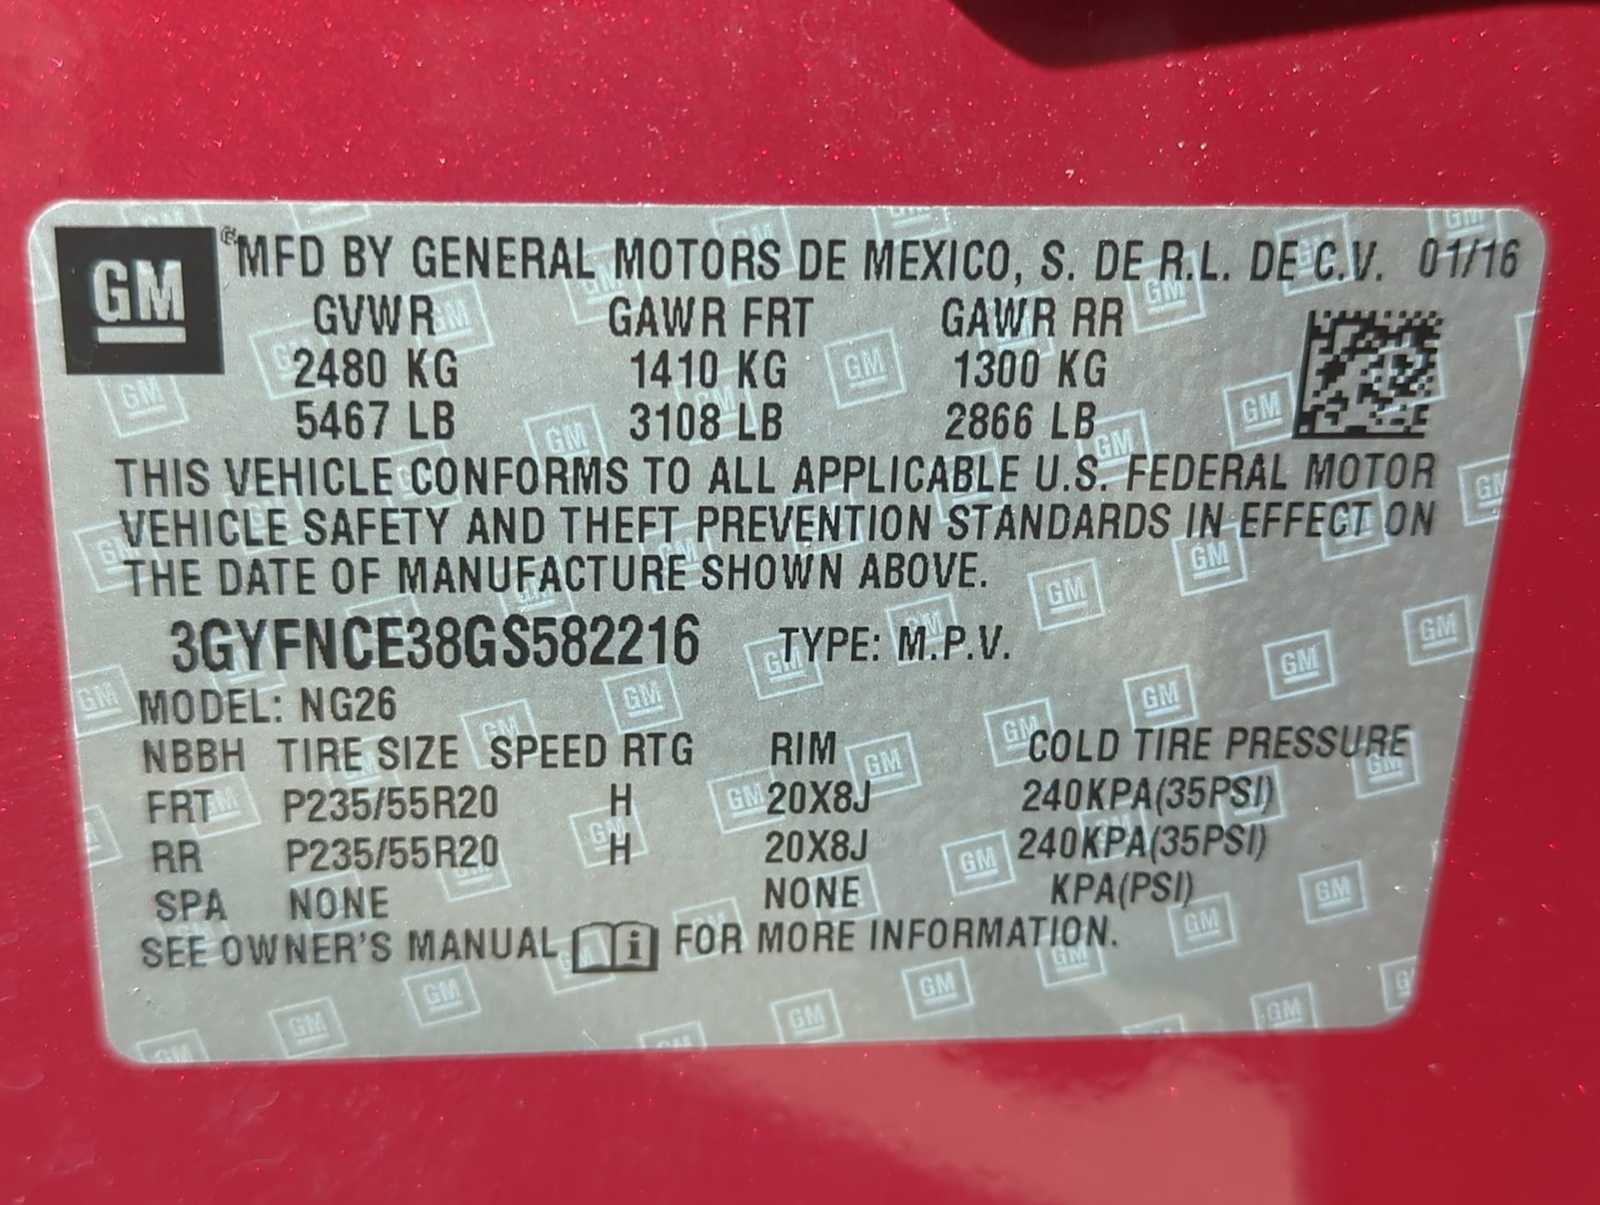 GM MFD BY GENERAL MOTORS DE MEXICO, S. DE R.L. DE C.V. 01/16
GVWR GAWR FRT GAWR RR
2480 KG 1410 KG 1300 KG
5467 LB 3108 LB 2866 LB
THIS VEHICLE CONFORMS TO ALL APPLICABLE U.S. FEDERAL MOTOR
VEHICLE SAFETY AND THEFT PREVENTION STANDARDS IN EFFECT ON
THE DATE OF MANUFACTURE SHOWN ABOVE.
3GYFNCE38GS582216 TYPE: M.P.V.
MODEL: NG26
NBBH TIRE SIZE SPEED RTG RIM COLD TIRE PRESSURE
FRT P235/55R20 H 20X8J 240KPA(35PSI)
RR P235/55R20 H 20X8J 240KPA(35PSI)
SPA NONE NONE KPA(PSI)
SEE OWNER'S MANUAL i FOR MORE INFORMATION.